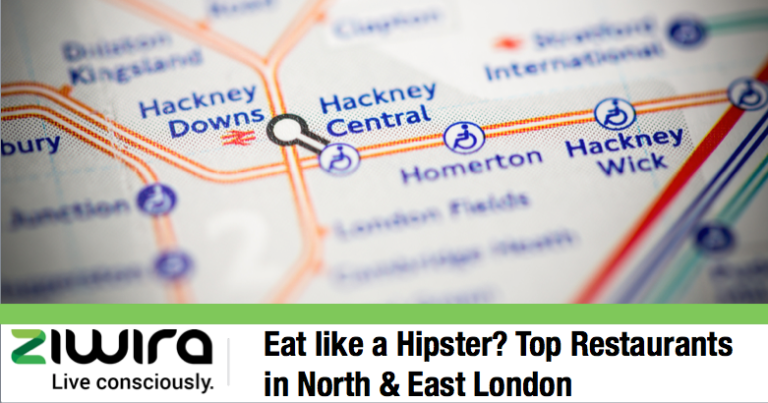 Dalston
Kingsland
Clapton
Stratford
International
Hackney
Downs
Hackney
Central
bury
Homerton
Hackney
Wick
Junction
London Fields
Cambridge Heath
2
ziwira
Live consciously.
Eat like a Hipster? Top Restaurants
in North & East London